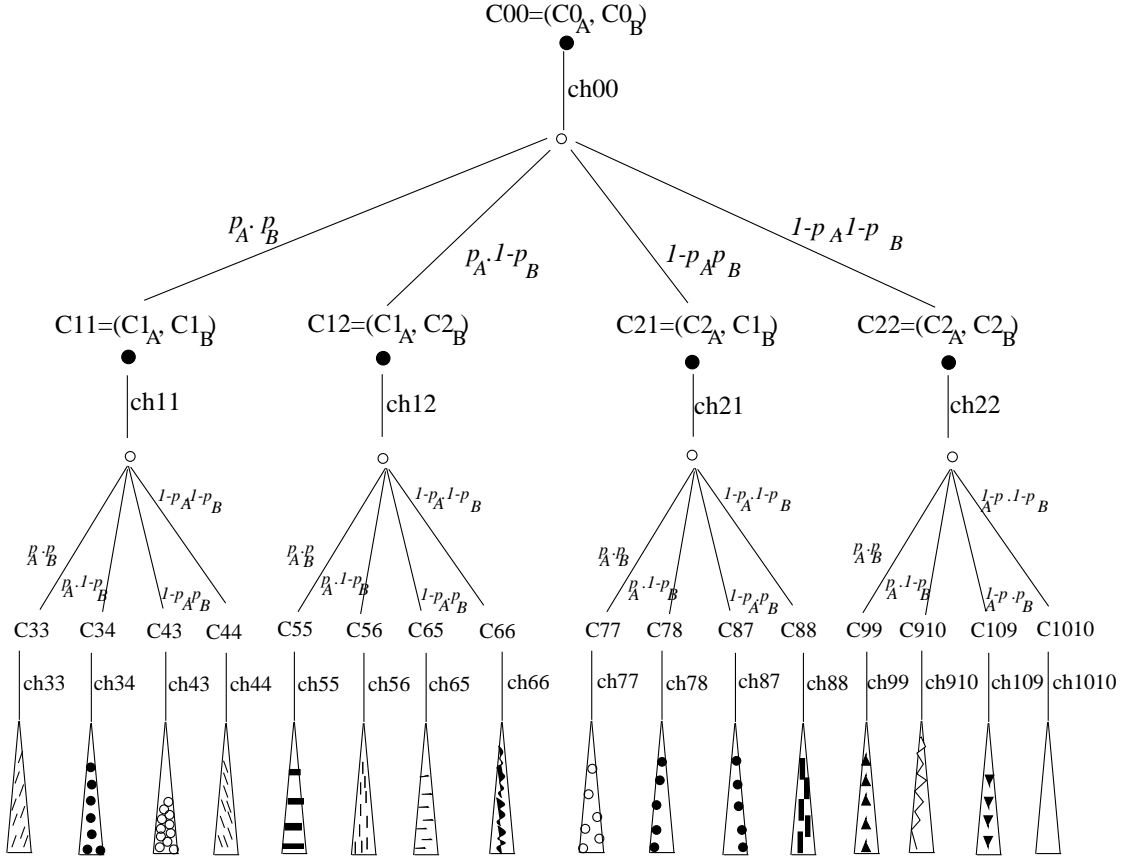 C00=(C0A, C0B)
ch00
pA. pB
pA.1-pB
1-pA.pB
1-pA.1-pB
C11=(C1A, C1B) C12=(C1A, C2B) C21=(C2A, C1B) C22=(C2A, C2B)
ch11 ch12 ch21 ch22
1-pA.1-pB 1-pA.1-pB 1-pA.1-pB 1-pA.1-pB
pA.pB pA.pB pA.pB pA.pB
pA.1-pB pA.1-pB pA.1-pB pA.1-pB
1-pA.pB 1-pA.pB 1-pA.pB 1-pA.pB
C33 C34 C43 C44 C55 C56 C65 C66 C77 C78 C87 C88 C99 C910 C109 C1010
ch33 ch34 ch43 ch44 ch55 ch56 ch65 ch66 ch77 ch78 ch87 ch88 ch99 ch910 ch109 ch1010